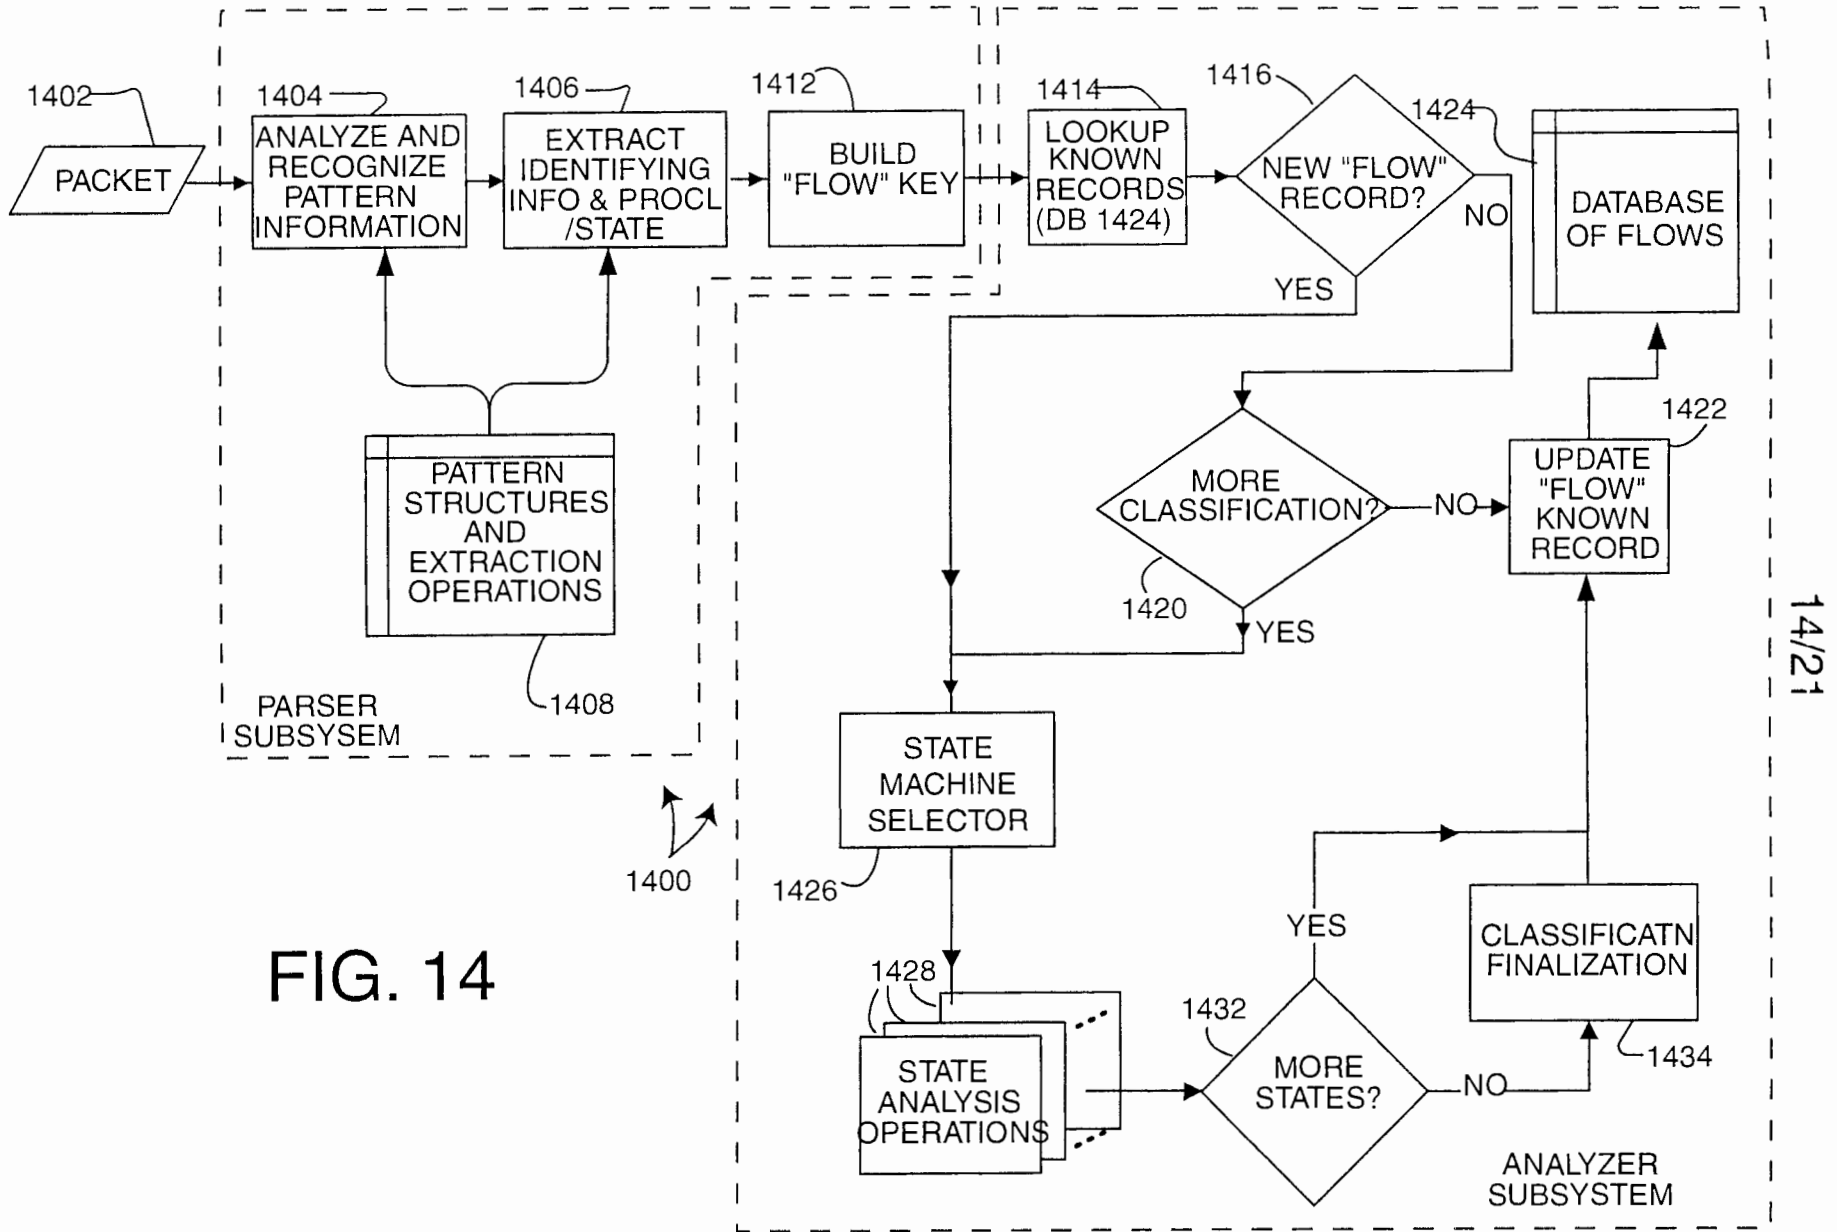 1402
PACKET
1404
ANALYZE AND
RECOGNIZE
PATTERN
INFORMATION
1406
EXTRACT
IDENTIFYING
INFO & PROCL
/STATE
1412
BUILD
"FLOW" KEY
1414
LOOKUP
KNOWN
RECORDS
(DB 1424)
1416
NEW "FLOW"
RECORD?
NO
YES
1424
DATABASE
OF FLOWS
PATTERN
STRUCTURES
AND
EXTRACTION
OPERATIONS
1408
PARSER
SUBSYSEM
MORE
CLASSIFICATION?
1420
NO
YES
1422
UPDATE
"FLOW"
KNOWN
RECORD
14/21
STATE
MACHINE
SELECTOR
1426
1400
1428
STATE
ANALYSIS
OPERATIONS
1432
MORE
STATES?
YES
NO
CLASSIFICATN
FINALIZATION
1434
ANALYZER
SUBSYSTEM
FIG. 14